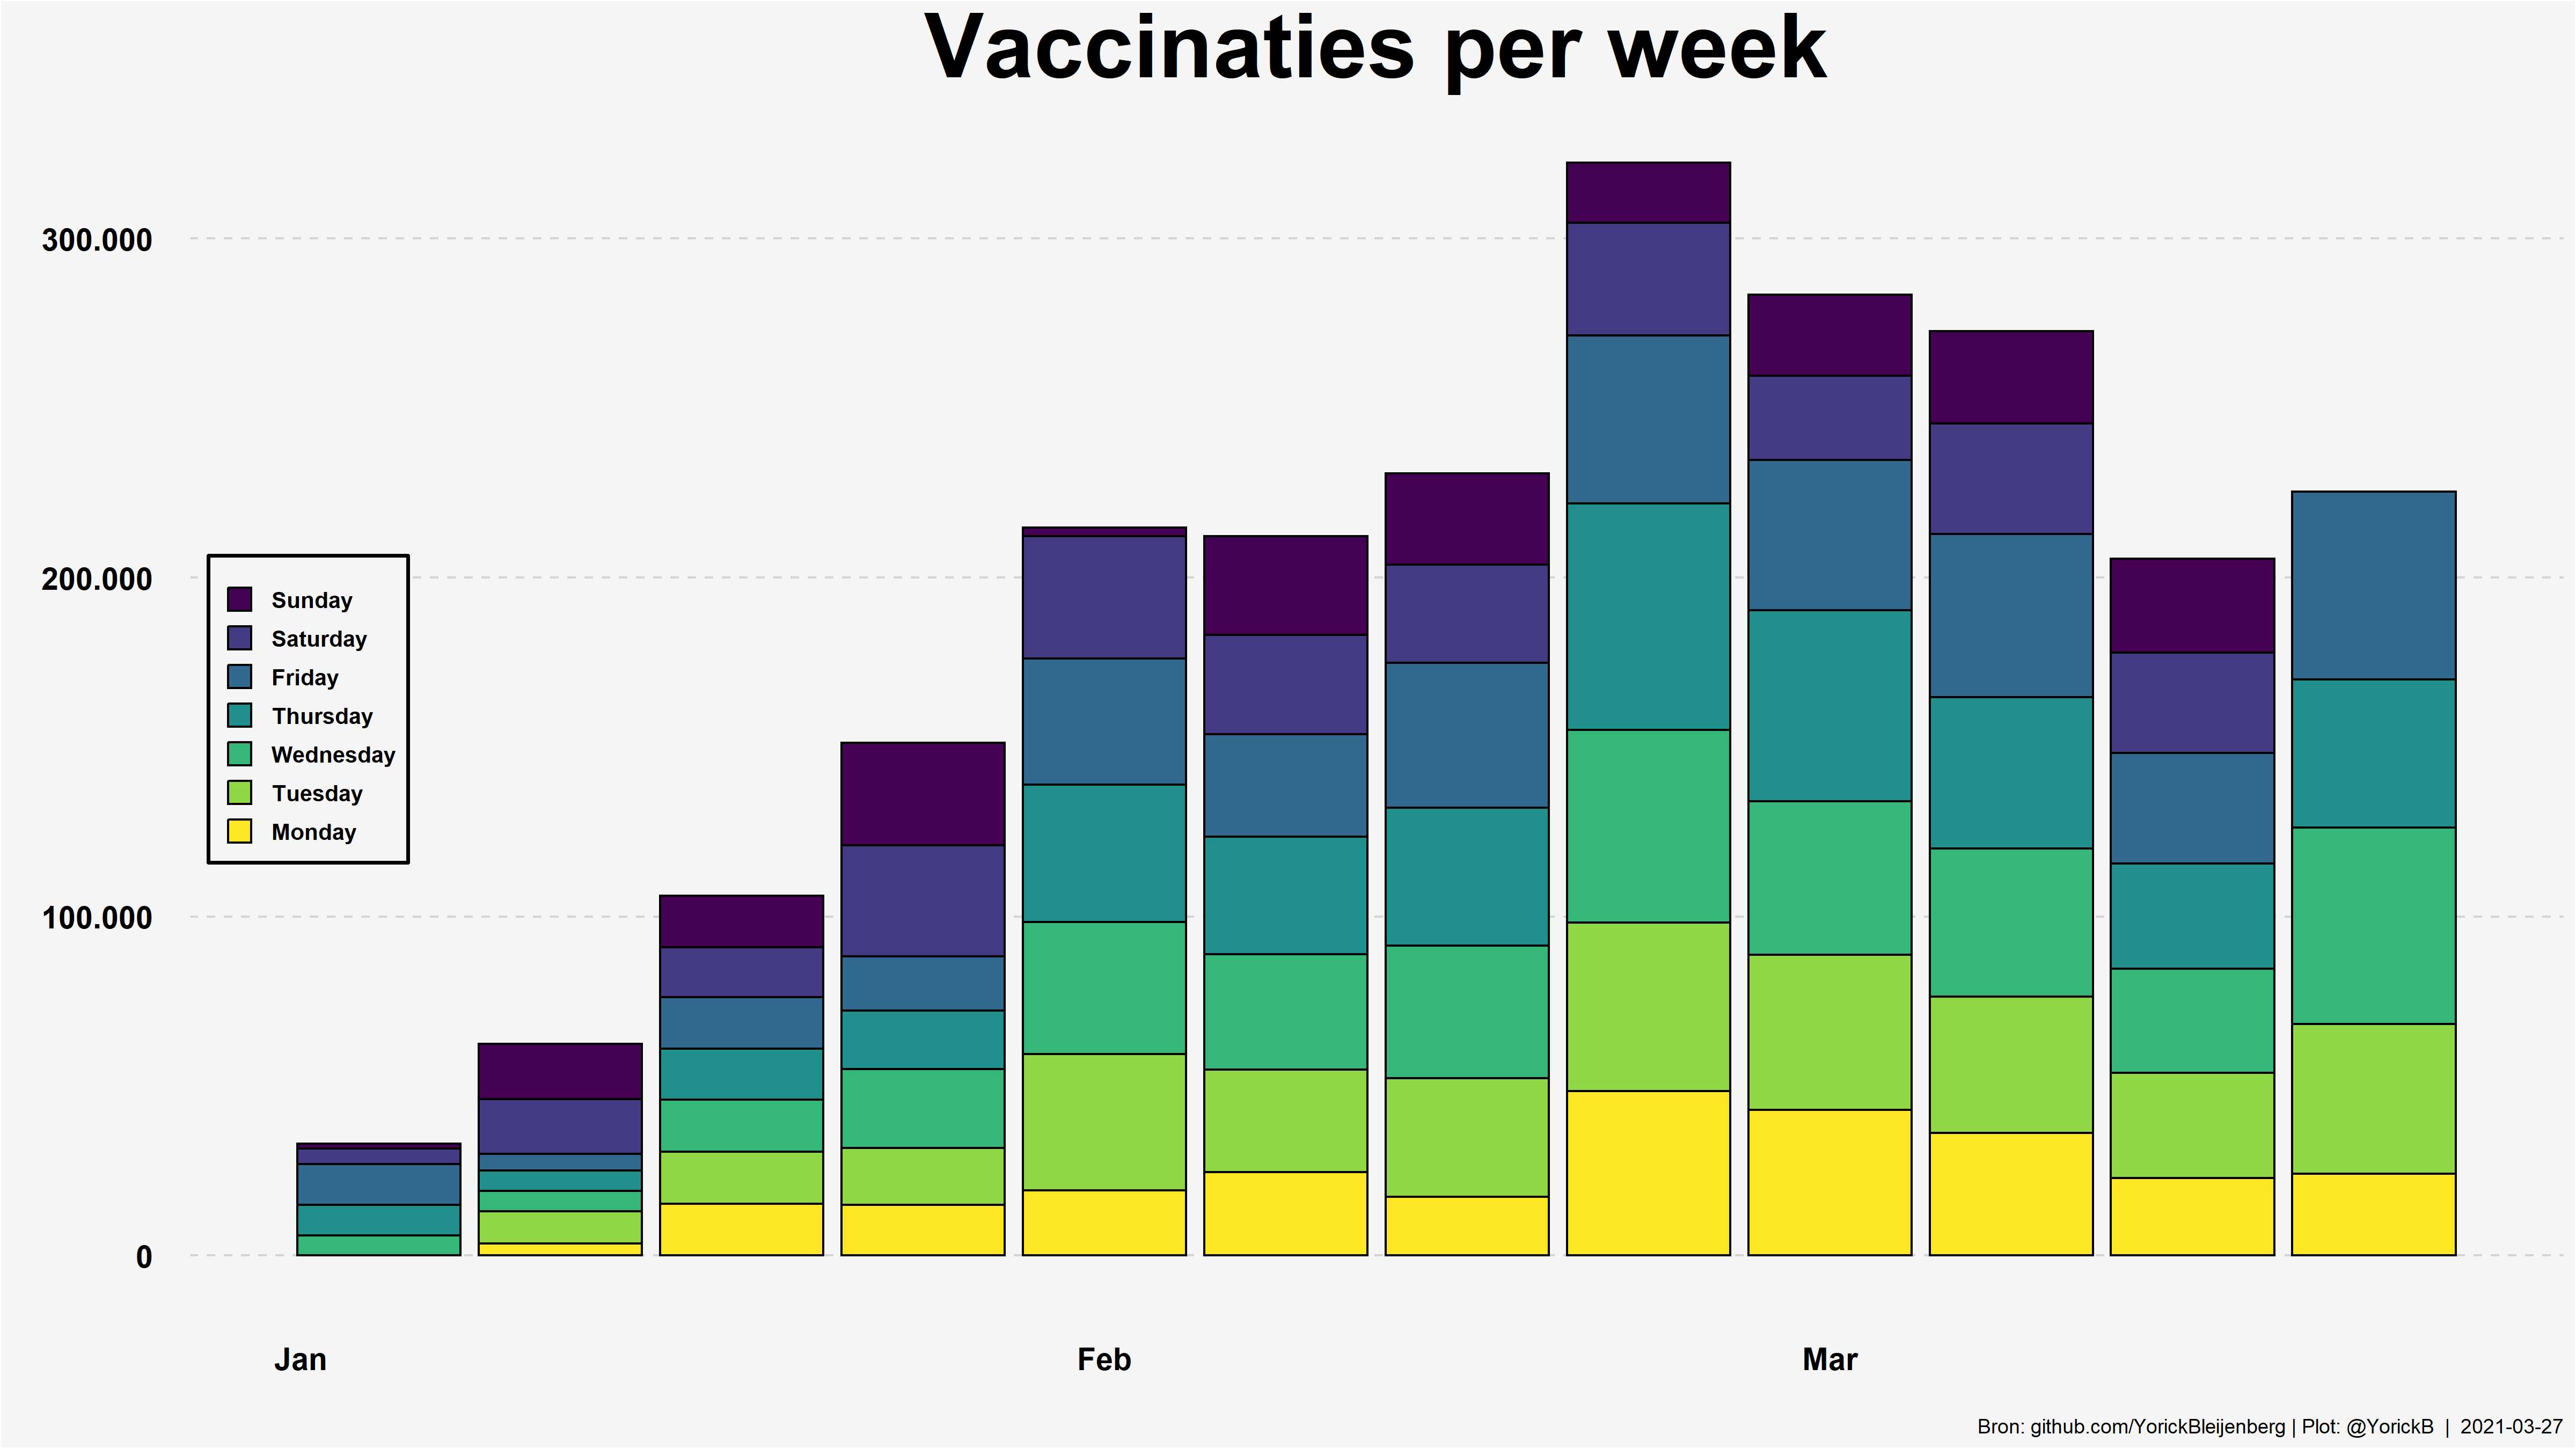 Vaccinaties per week
300.000
200.000
100.000
0
Sunday
Saturday
Friday
Thursday
Wednesday
Tuesday
Monday
Jan Feb Mar
Bron: github.com/YorickBleijenberg | Plot: @YorickB | 2021-03-27